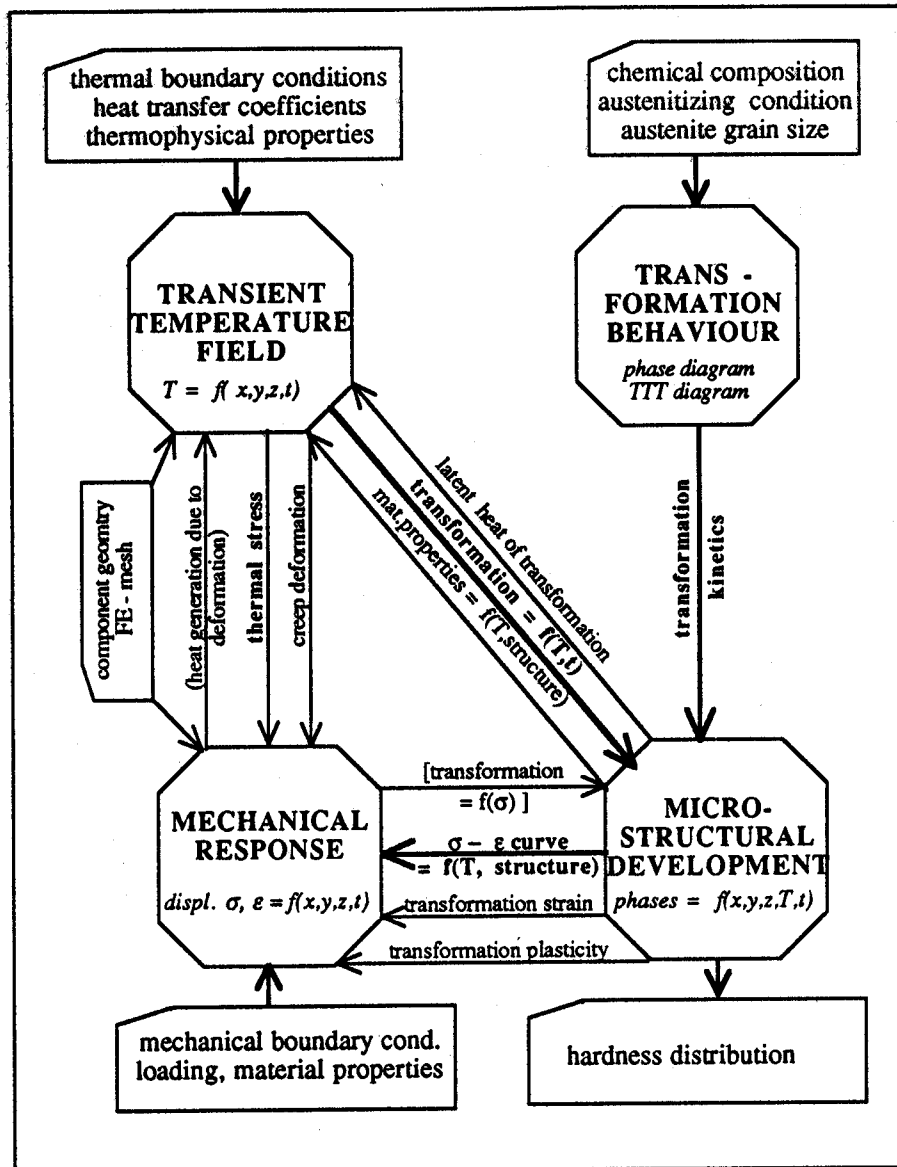 thermal boundary conditions
heat transfer coefficients
thermophysical properties
chemical composition
austenitizing condition
austenite grain size
TRANSIENT
TEMPERATURE
FIELD
T = f( x,y,z,t)
TRANS -
FORMATION
BEHAVIOUR
phase diagram
TTT diagram
component geomtry
FE - mesh
(heat generation due to
deformation)
thermal stress
creep deformation
latent heat of transformation
transformation = f(T,t)
mat.properties = f(T,structure)
transformation
kinetics
MECHANICAL
RESPONSE
displ. σ, ε = f(x,y,z,t)
[transformation
= f(σ) ]
σ – ε curve
= f(T, structure)
transformation strain
transformation plasticity
MICRO-
STRUCTURAL
DEVELOPMENT
phases = f(x,y,z,T,t)
mechanical boundary cond.
loading, material properties
hardness distribution